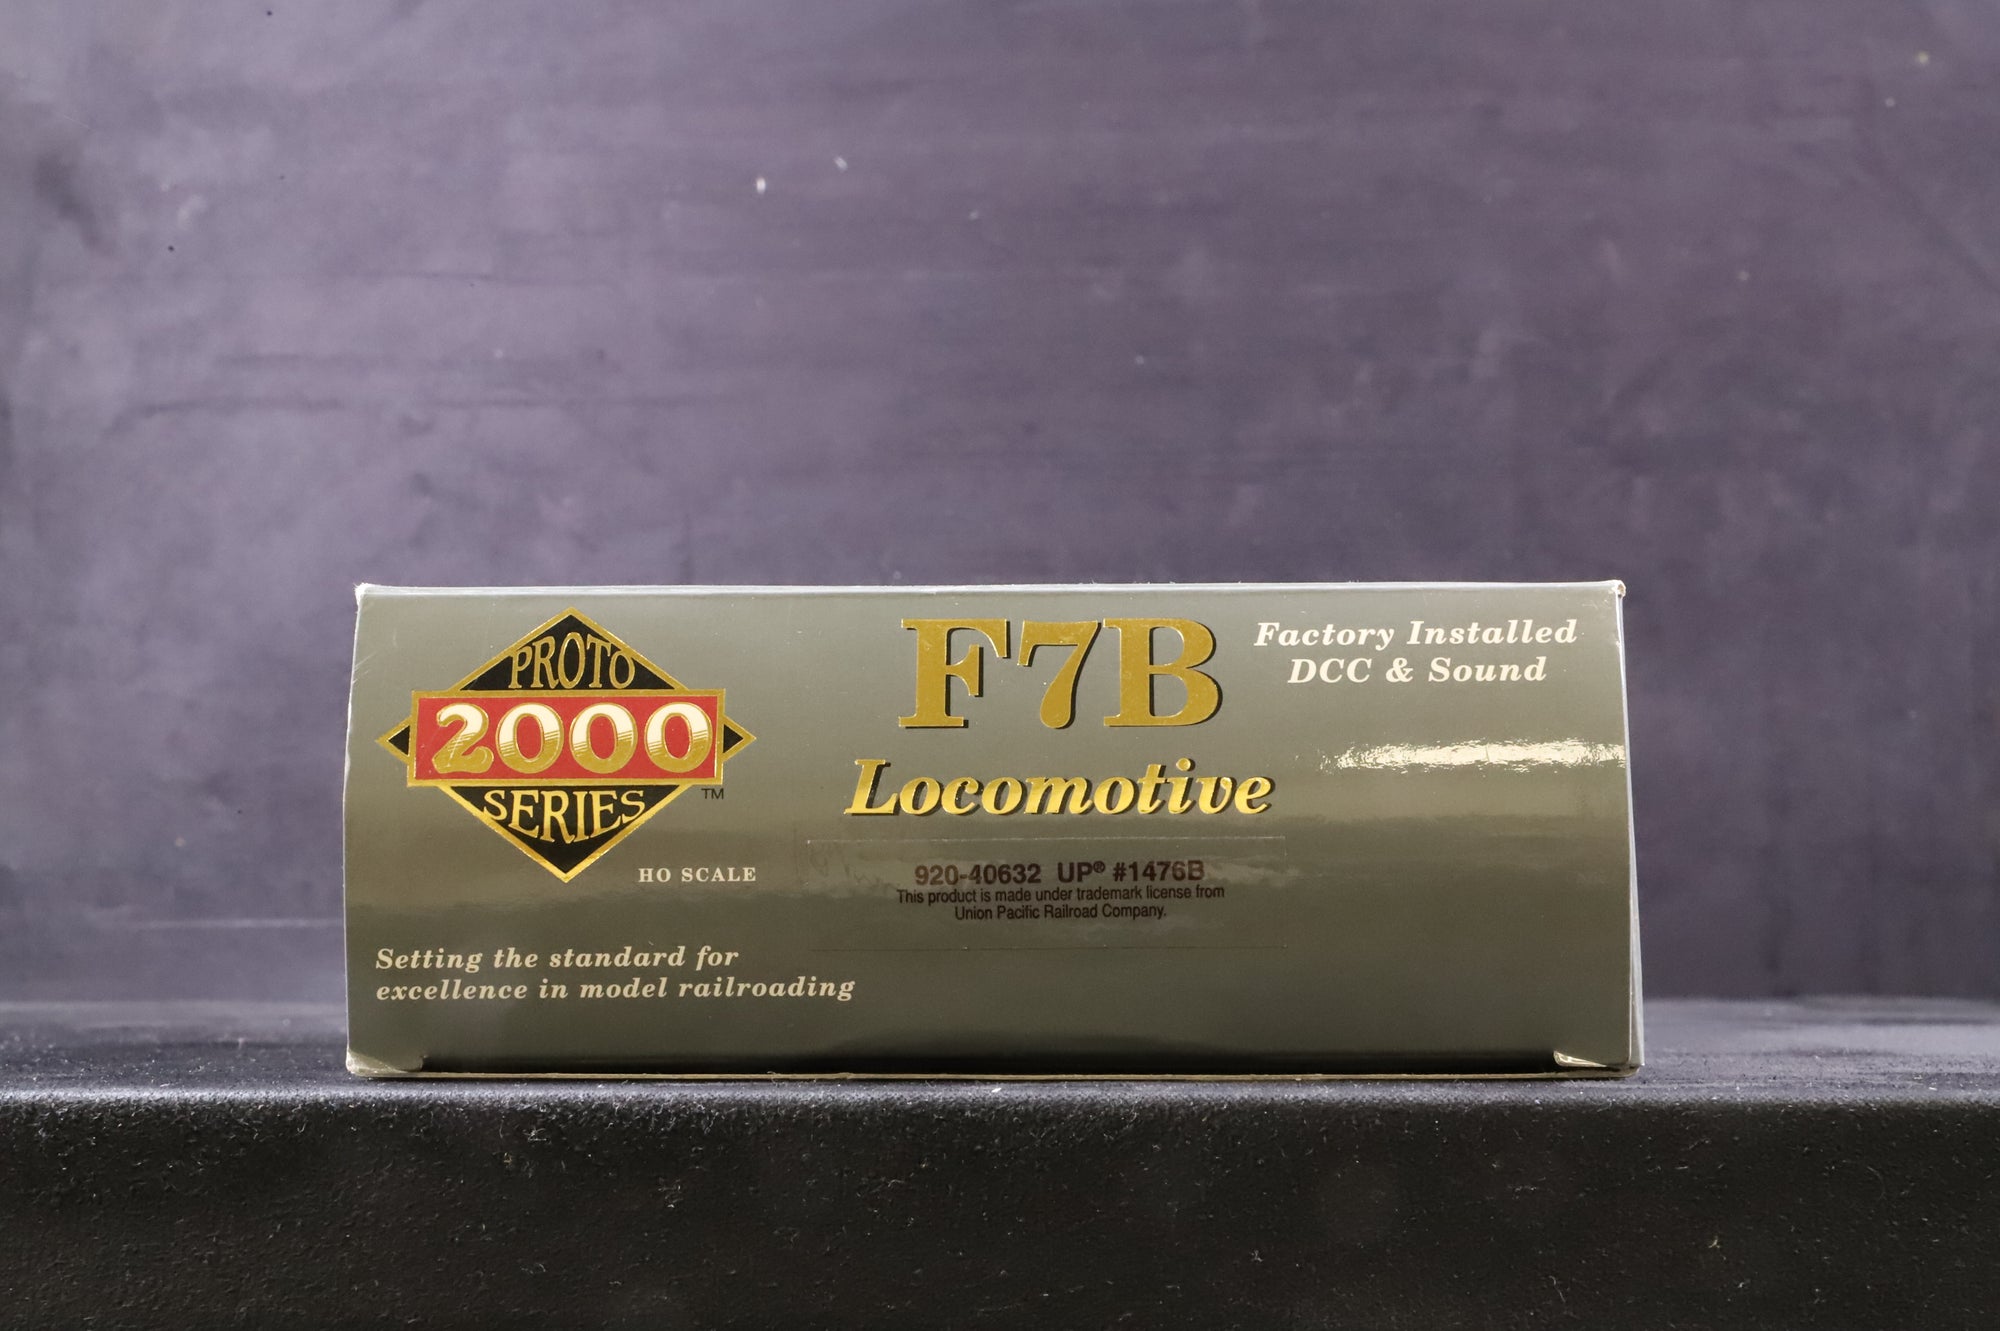 PROTO
2000
SERIES
TM
HO SCALE
Setting the standard for
excellence in model railroading
F7B
Locomotive
920-40632 UP® #1476B
This product is made under trademark license from
Union Pacific Railroad Company.
Factory Installed
DCC & Sound